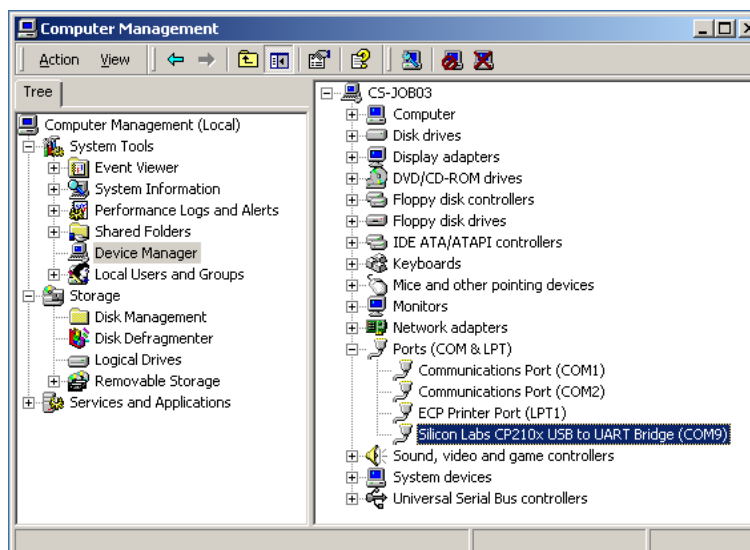 Computer Management
Action View
Tree
Computer Management (Local)
System Tools
Event Viewer
System Information
Performance Logs and Alerts
Shared Folders
Device Manager
Local Users and Groups
Storage
Disk Management
Disk Defragmenter
Logical Drives
Removable Storage
Services and Applications
CS-JOB03
Computer
Disk drives
Display adapters
DVD/CD-ROM drives
Floppy disk controllers
Floppy disk drives
IDE ATA/ATAPI controllers
Keyboards
Mice and other pointing devices
Monitors
Network adapters
Ports (COM & LPT)
Communications Port (COM1)
Communications Port (COM2)
ECP Printer Port (LPT1)
Silicon Labs CP210x USB to UART Bridge (COM9)
Sound, video and game controllers
System devices
Universal Serial Bus controllers